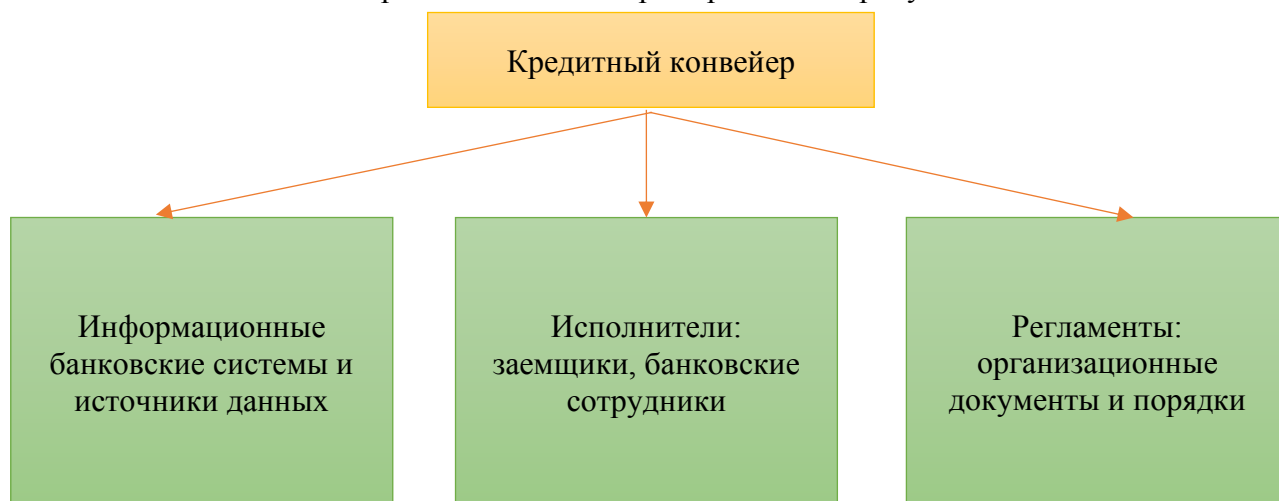 Кредитный конвейер
Информационные
банковские системы и
источники данных
Исполнители:
заемщики, банковские
сотрудники
Регламенты:
организационные
документы и порядки